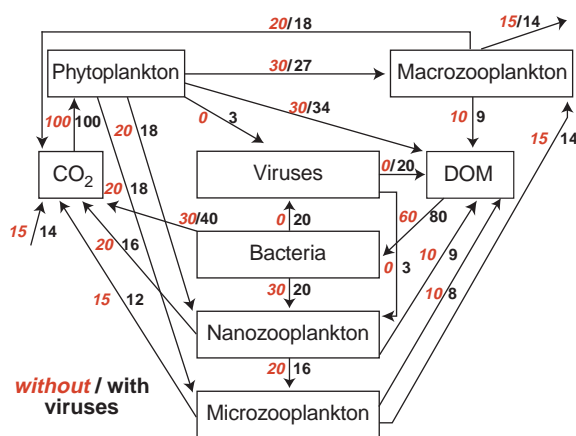 20/18
15/14
Phytoplankton
30/27
Macrozooplankton
30/34
0 3
10 9
100 100
20 18
15 14
CO2
Viruses
0/20
DOM
20 18
30/40
0 20
60 80
15 14
20 16
Bacteria
0 3
10 9
30 20
15 12
10 8
Nanozooplankton
20 16
without / with
viruses
Microzooplankton